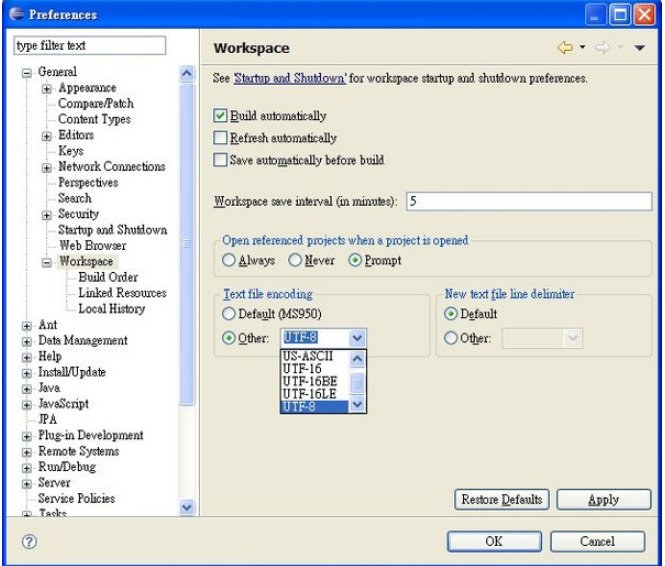 Preferences
type filter text
General
Appearance
Compare/Patch
Content Types
Editors
Keys
Network Connections
Perspectives
Search
Security
Startup and Shutdown
Web Browser
Workspace
Build Order
Linked Resources
Local History
Ant
Data Management
Help
Install/Update
Java
JavaScript
JPA
Plug-in Development
Remote Systems
Run/Debug
Server
Service Policies
Tasks
Workspace
See 'Startup and Shutdown' for workspace startup and shutdown preferences.
Build automatically
Refresh automatically
Save automatically before build
Workspace save interval (in minutes): 5
Open referenced projects when a project is opened
Always Never Prompt
Text file encoding
Default (MS950)
Other: UTF-8
US-ASCII
UTF-16
UTF-16BE
UTF-16LE
UTF-8
New text file line delimiter
Default
Other:
Restore Defaults Apply
OK Cancel